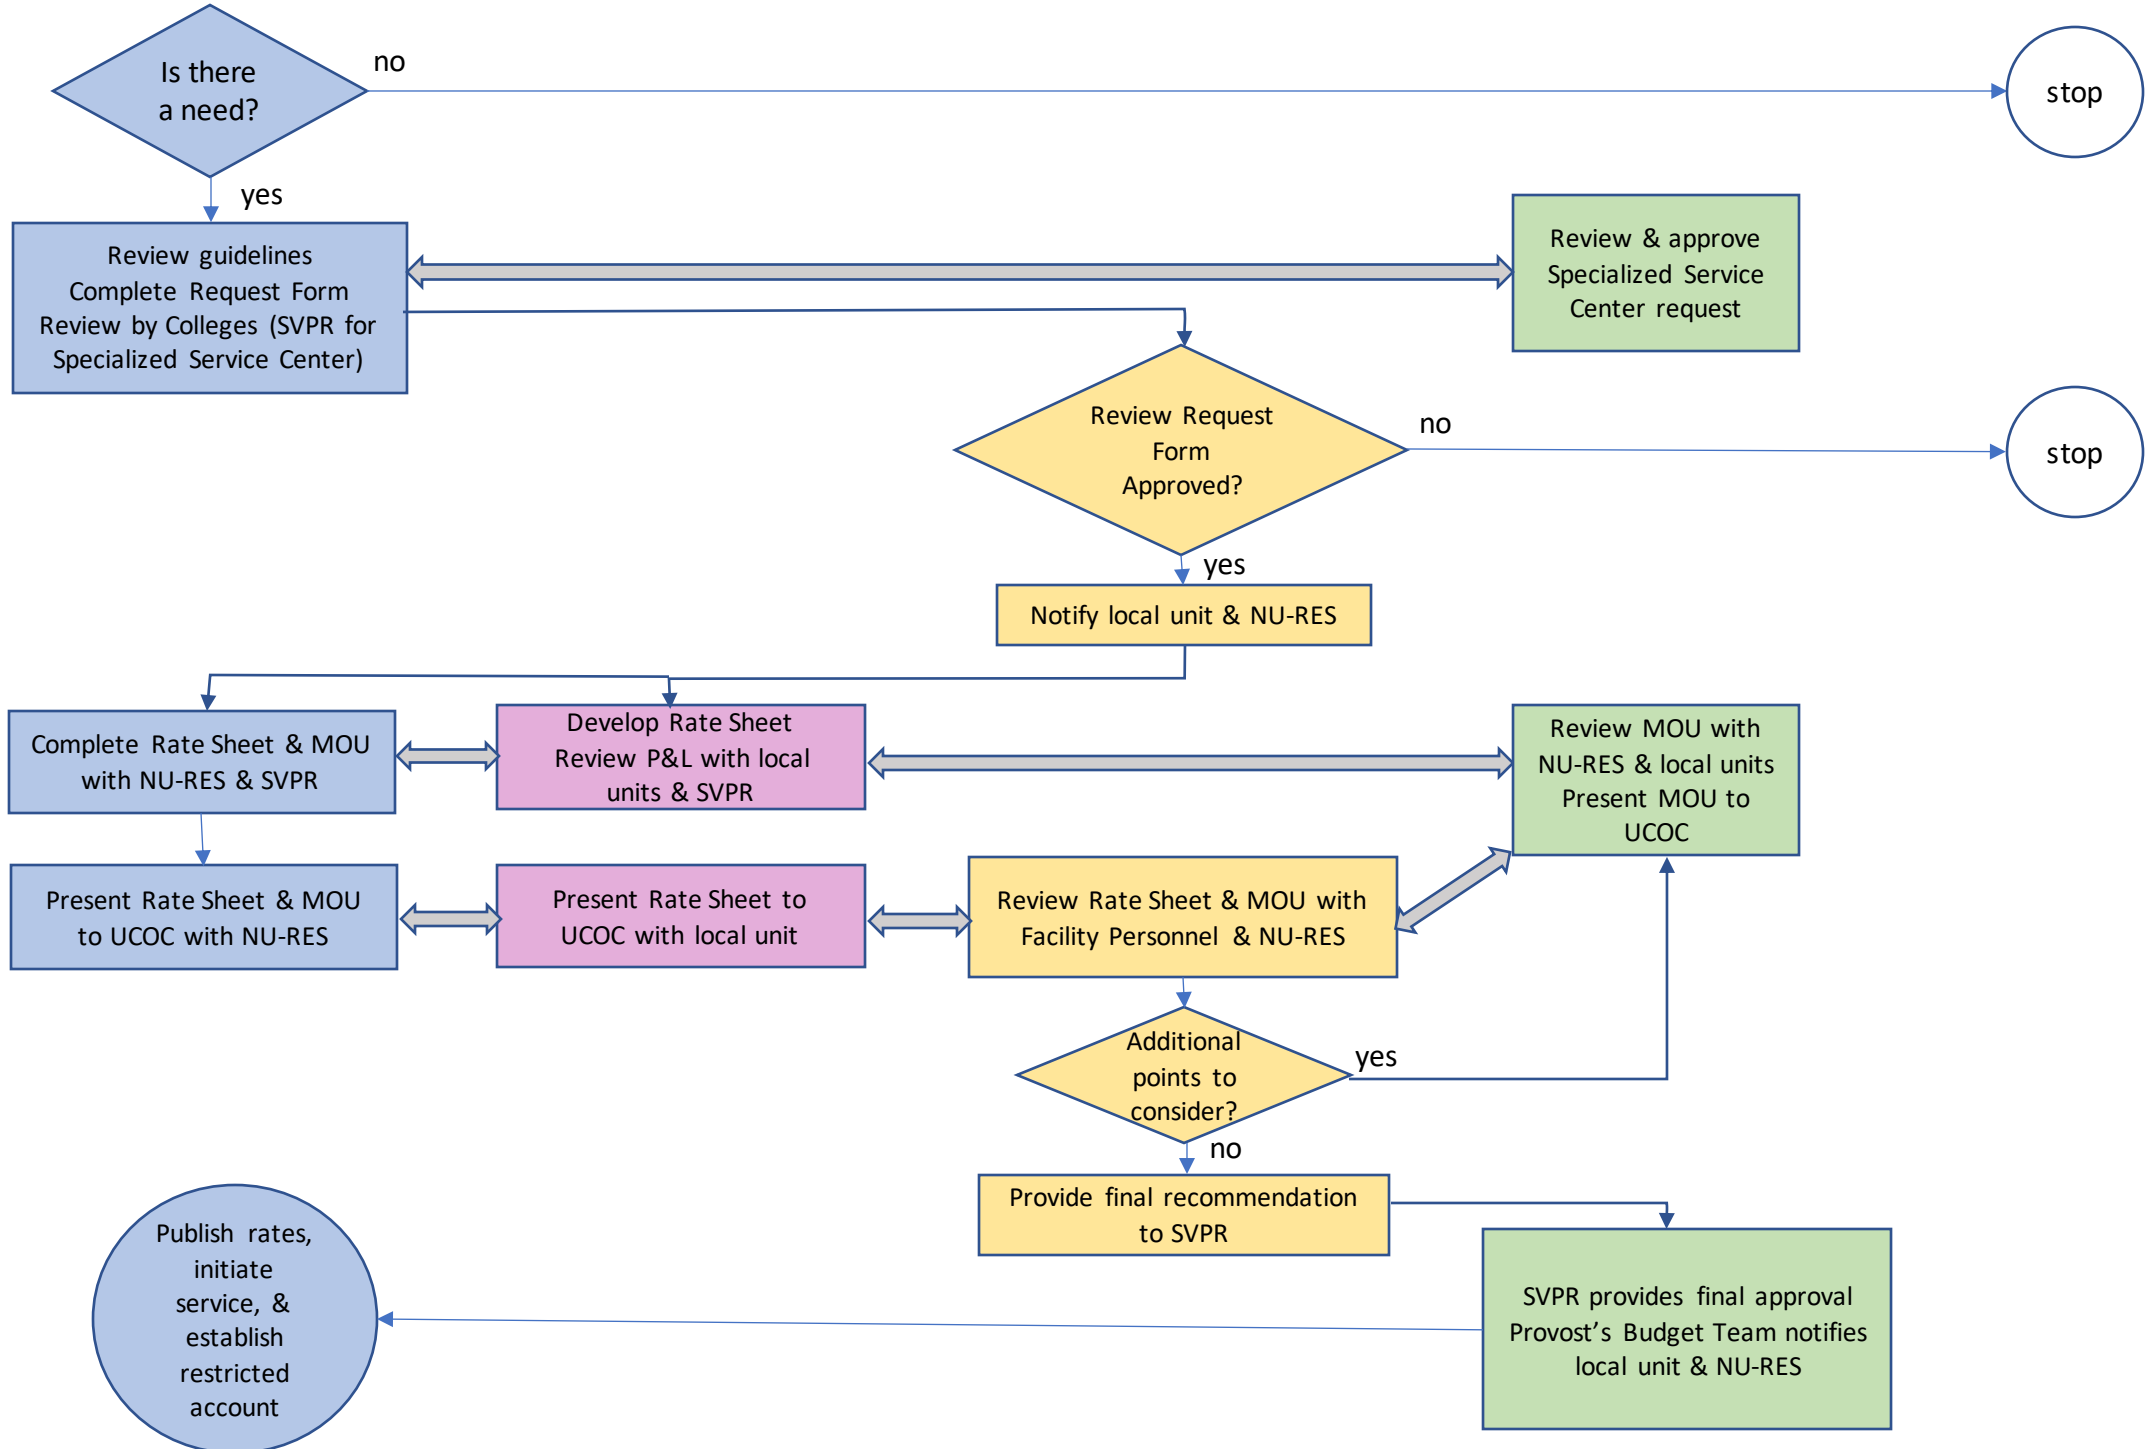 Is there
a need?
no
stop
yes
Review guidelines
Complete Request Form
Review by Colleges (SVPR for
Specialized Service Center)
Review & approve
Specialized Service
Center request
Review Request
Form
Approved?
no
stop
yes
Notify local unit & NU-RES
Complete Rate Sheet & MOU
with NU-RES & SVPR
Develop Rate Sheet
Review P&L with local
units & SVPR
Review MOU with
NU-RES & local units
Present MOU to
UCOC
Present Rate Sheet & MOU
to UCOC with NU-RES
Present Rate Sheet to
UCOC with local unit
Review Rate Sheet & MOU with
Facility Personnel & NU-RES
Additional
points to
consider?
yes
no
Provide final recommendation
to SVPR
SVPR provides final approval
Provost’s Budget Team notifies
local unit & NU-RES
Publish rates,
initiate
service, &
establish
restricted
account